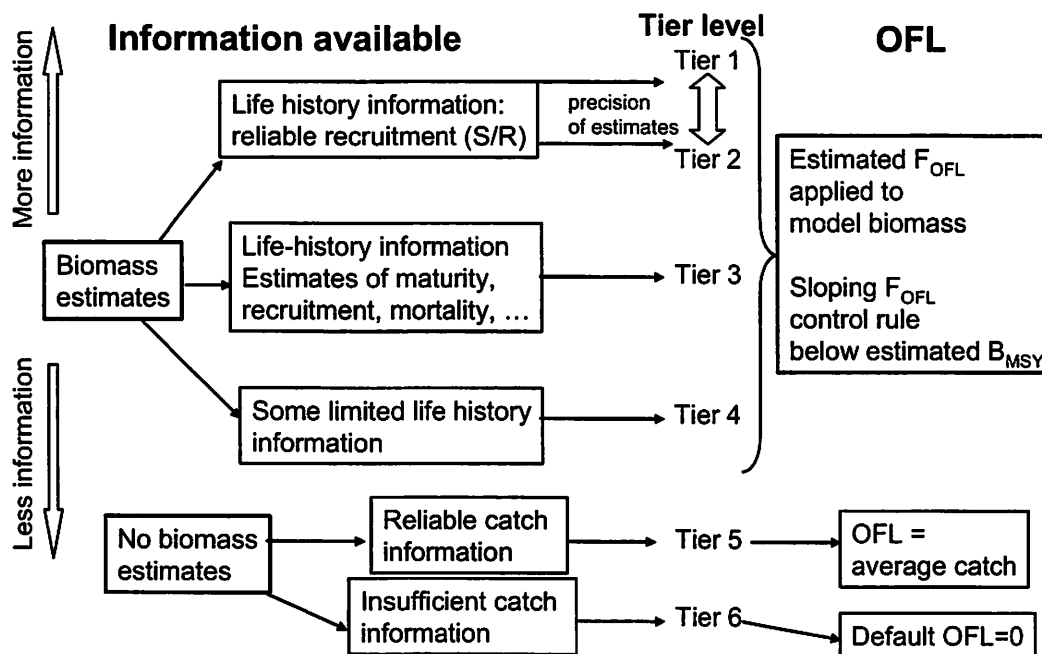 Information available
Tier level
OFL
More information
Less information
Biomass
estimates
Life history information:
reliable recruitment (S/R)
precision
of estimates
Tier 1
Tier 2
Life-history information
Estimates of maturity,
recruitment, mortality, ...
Tier 3
Some limited life history
information
Tier 4
Estimated FOFL
applied to
model biomass
Sloping FOFL
control rule
below estimated BMSY
No biomass
estimates
Reliable catch
information
Tier 5
OFL =
average catch
Insufficient catch
information
Tier 6
Default OFL=0